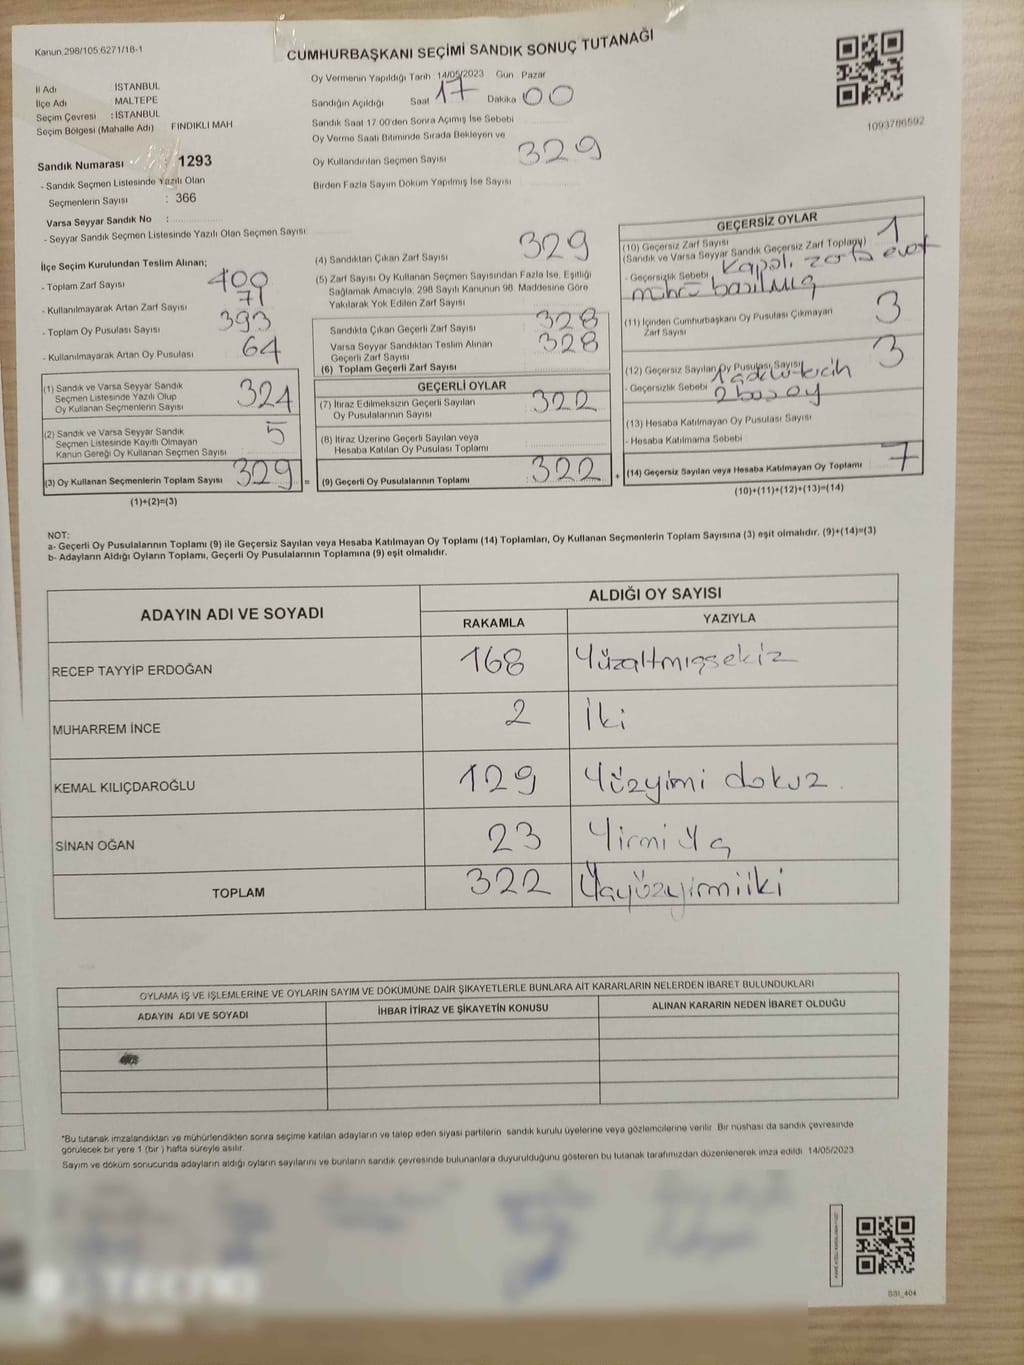 Kanun 298/105,6271/18-1
CUMHURBAŞKANI SEÇİMİ SANDIK SONUÇ TUTANAĞI
İl Adı İSTANBUL
İlçe Adı MALTEPE
Seçim Çevresi : İSTANBUL
Seçim Bölgesi (Mahalle Adı) FINDIKLI MAH
Sandık Numarası 1293
- Sandık Seçmen Listesinde Yazılı Olan
Seçmenlerin Sayısı : 366
Varsa Seyyar Sandık No :
- Seyyar Sandık Seçmen Listesinde Yazılı Olan Seçmen Sayısı:
Oy Vermenin Yapıldığı Tarih 14/05/2023 Gün Pazar
Sandığın Açıldığı Saat 17 Dakika 00
Sandık Saat 17 00'den Sonra Açımış İse Sebebi
Oy Verme Saati Bitiminde Sırada Bekleyen ve
Oy Kullandırılan Seçmen Sayısı 329
Birden Fazla Sayım Döküm Yapılmış İse Sayısı
1093786592
İlçe Seçim Kurulundan Teslim Alınan;
- Toplam Zarf Sayısı 400
- Kullanılmayarak Artan Zarf Sayısı 71
- Toplam Oy Pusulası Sayısı 393
- Kullanılmayarak Artan Oy Pusulası 64
(1) Sandık ve Varsa Seyyar Sandık
Seçmen Listesinde Yazılı Olup
Oy Kullanan Seçmenlerin Sayısı 324
(2) Sandık ve Varsa Seyyar Sandık
Seçmen Listesinde Kayıtlı Olmayan
Kanun Gereği Oy Kullanan Seçmen Sayısı 5
(3) Oy Kullanan Seçmenlerin Toplam Sayısı 329 =
(1)+(2)=(3)
(4) Sandıktan Çıkan Zarf Sayısı 329
(5) Zarf Sayısı Oy Kullanan Seçmen Sayısından Fazla İse, Eşitliği
Sağlamak Amacıyla, 298 Sayılı Kanunun 98. Maddesine Göre
Yakılarak Yok Edilen Zarf Sayısı
Sandıkta Çıkan Geçerli Zarf Sayısı 328
Varsa Seyyar Sandıktan Teslim Alınan
Geçerli Zarf Sayısı 328
(6) Toplam Geçerli Zarf Sayısı
GEÇERLİ OYLAR
(7) İtiraz Edilmeksizin Geçerli Sayılan
Oy Pusulalarının Sayısı 322
(8) İtiraz Üzerine Geçerli Sayılan veya
Hesaba Katılan Oy Pusulası Toplamı
(9) Geçerli Oy Pusulalarının Toplamı 322 +
GEÇERSİZ OYLAR
(10) Geçersiz Zarf Sayısı 1
(Sandık ve Varsa Seyyar Sandık Geçersiz Zarf Toplamı)
- Geçersizlik Sebebi kapalı zarfa evet
mührü basılmış
(11) İçinden Cumhurbaşkanı Oy Pusulası Çıkmayan
Zarf Sayısı 3
(12) Geçersiz Sayılan Oy Pusulası Sayısı 3
- Geçersizlik Sebebi
2 boş oy
(13) Hesaba Katılmayan Oy Pusulası Sayısı
- Hesaba Katılmama Sebebi
(14) Geçersiz Sayılan veya Hesaba Katılmayan Oy Toplamı 7
(10)+(11)+(12)+(13)=(14)
NOT:
a- Geçerli Oy Pusulalarının Toplamı (9) ile Geçersiz Sayılan veya Hesaba Katılmayan Oy Toplamı (14) Toplamları, Oy Kullanan Seçmenlerin Toplam Sayısına (3) eşit olmalıdır. (9)+(14)=(3)
b- Adayların Aldığı Oyların Toplamı, Geçerli Oy Pusulalarının Toplamına (9) eşit olmalıdır.
ADAYIN ADI VE SOYADI ALDIĞI OY SAYISI
RAKAMLA YAZIYLA
RECEP TAYYİP ERDOĞAN 168 Yüzaltmışsekiz
MUHARREM İNCE 2 İki
KEMAL KILIÇDAROĞLU 129 Yüzyimi dokuz
SİNAN OĞAN 23 Yirmi üç
TOPLAM 322 Üçyüzyirmiiki
OYLAMA İŞ VE İŞLEMLERİNE VE OYLARIN SAYIM VE DÖKÜMÜNE DAİR ŞİKAYETLERLE BUNLARA AİT KARARLARIN NELERDEN İBARET BULUNDUKLARI
ADAYIN ADI VE SOYADI İHBAR İTİRAZ VE ŞİKAYETİN KONUSU ALINAN KARARIN NEDEN İBARET OLDUĞU
*Bu tutanak imzalandıktan ve mühürlendikten sonra seçime katılan adayların ve talep eden siyasi partilerin sandık kurulu üyelerine veya gözlemcilerine verilir. Bir nüshası da sandık çevresinde
görülecek bir yere 1 (bir ) hafta süreyle asılır.
Sayım ve döküm sonucunda adayların aldığı oyların sayılarını ve bunların sandık çevresinde bulunanlara duyurulduğunu gösteren bu tutanak tarafımızdan düzenlenerek imza edildi. 14/05/2023
TECNO
SSI_404